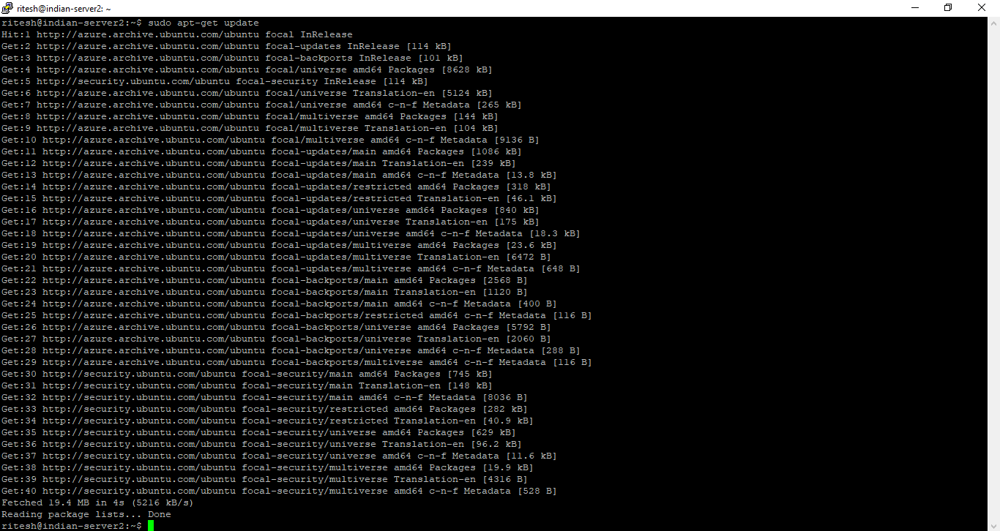 ritesh@indian-server2: ~
ritesh@indian-server2:~$ sudo apt-get update
Hit:1 http://azure.archive.ubuntu.com/ubuntu focal InRelease
Get:2 http://azure.archive.ubuntu.com/ubuntu focal-updates InRelease [114 kB]
Get:3 http://azure.archive.ubuntu.com/ubuntu focal-backports InRelease [101 kB]
Get:4 http://azure.archive.ubuntu.com/ubuntu focal/universe amd64 Packages [8628 kB]
Get:5 http://security.ubuntu.com/ubuntu focal-security InRelease [114 kB]
Get:6 http://azure.archive.ubuntu.com/ubuntu focal/universe Translation-en [5124 kB]
Get:7 http://azure.archive.ubuntu.com/ubuntu focal/universe amd64 c-n-f Metadata [265 kB]
Get:8 http://azure.archive.ubuntu.com/ubuntu focal/multiverse amd64 Packages [144 kB]
Get:9 http://azure.archive.ubuntu.com/ubuntu focal/multiverse Translation-en [104 kB]
Get:10 http://azure.archive.ubuntu.com/ubuntu focal/multiverse amd64 c-n-f Metadata [9136 B]
Get:11 http://azure.archive.ubuntu.com/ubuntu focal-updates/main amd64 Packages [1086 kB]
Get:12 http://azure.archive.ubuntu.com/ubuntu focal-updates/main Translation-en [239 kB]
Get:13 http://azure.archive.ubuntu.com/ubuntu focal-updates/main amd64 c-n-f Metadata [13.8 kB]
Get:14 http://azure.archive.ubuntu.com/ubuntu focal-updates/restricted amd64 Packages [318 kB]
Get:15 http://azure.archive.ubuntu.com/ubuntu focal-updates/restricted Translation-en [46.1 kB]
Get:16 http://azure.archive.ubuntu.com/ubuntu focal-updates/universe amd64 Packages [840 kB]
Get:17 http://azure.archive.ubuntu.com/ubuntu focal-updates/universe Translation-en [175 kB]
Get:18 http://azure.archive.ubuntu.com/ubuntu focal-updates/universe amd64 c-n-f Metadata [18.3 kB]
Get:19 http://azure.archive.ubuntu.com/ubuntu focal-updates/multiverse amd64 Packages [23.6 kB]
Get:20 http://azure.archive.ubuntu.com/ubuntu focal-updates/multiverse Translation-en [6472 B]
Get:21 http://azure.archive.ubuntu.com/ubuntu focal-updates/multiverse amd64 c-n-f Metadata [648 B]
Get:22 http://azure.archive.ubuntu.com/ubuntu focal-backports/main amd64 Packages [2568 B]
Get:23 http://azure.archive.ubuntu.com/ubuntu focal-backports/main Translation-en [1120 B]
Get:24 http://azure.archive.ubuntu.com/ubuntu focal-backports/main amd64 c-n-f Metadata [400 B]
Get:25 http://azure.archive.ubuntu.com/ubuntu focal-backports/restricted amd64 c-n-f Metadata [116 B]
Get:26 http://azure.archive.ubuntu.com/ubuntu focal-backports/universe amd64 Packages [5792 B]
Get:27 http://azure.archive.ubuntu.com/ubuntu focal-backports/universe Translation-en [2060 B]
Get:28 http://azure.archive.ubuntu.com/ubuntu focal-backports/universe amd64 c-n-f Metadata [288 B]
Get:29 http://azure.archive.ubuntu.com/ubuntu focal-backports/multiverse amd64 c-n-f Metadata [116 B]
Get:30 http://security.ubuntu.com/ubuntu focal-security/main amd64 Packages [745 kB]
Get:31 http://security.ubuntu.com/ubuntu focal-security/main Translation-en [148 kB]
Get:32 http://security.ubuntu.com/ubuntu focal-security/main amd64 c-n-f Metadata [8036 B]
Get:33 http://security.ubuntu.com/ubuntu focal-security/restricted amd64 Packages [282 kB]
Get:34 http://security.ubuntu.com/ubuntu focal-security/restricted Translation-en [40.9 kB]
Get:35 http://security.ubuntu.com/ubuntu focal-security/universe amd64 Packages [629 kB]
Get:36 http://security.ubuntu.com/ubuntu focal-security/universe Translation-en [96.2 kB]
Get:37 http://security.ubuntu.com/ubuntu focal-security/universe amd64 c-n-f Metadata [11.6 kB]
Get:38 http://security.ubuntu.com/ubuntu focal-security/multiverse amd64 Packages [19.9 kB]
Get:39 http://security.ubuntu.com/ubuntu focal-security/multiverse Translation-en [4316 B]
Get:40 http://security.ubuntu.com/ubuntu focal-security/multiverse amd64 c-n-f Metadata [528 B]
Fetched 19.4 MB in 4s (5216 kB/s)
Reading package lists... Done
ritesh@indian-server2:~$